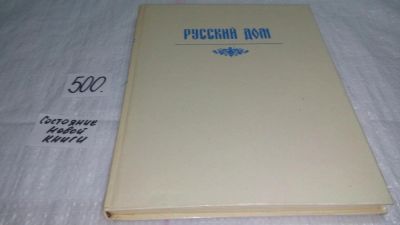 РУССКИЙ ДОМ
500.
Состояние
новой
книги